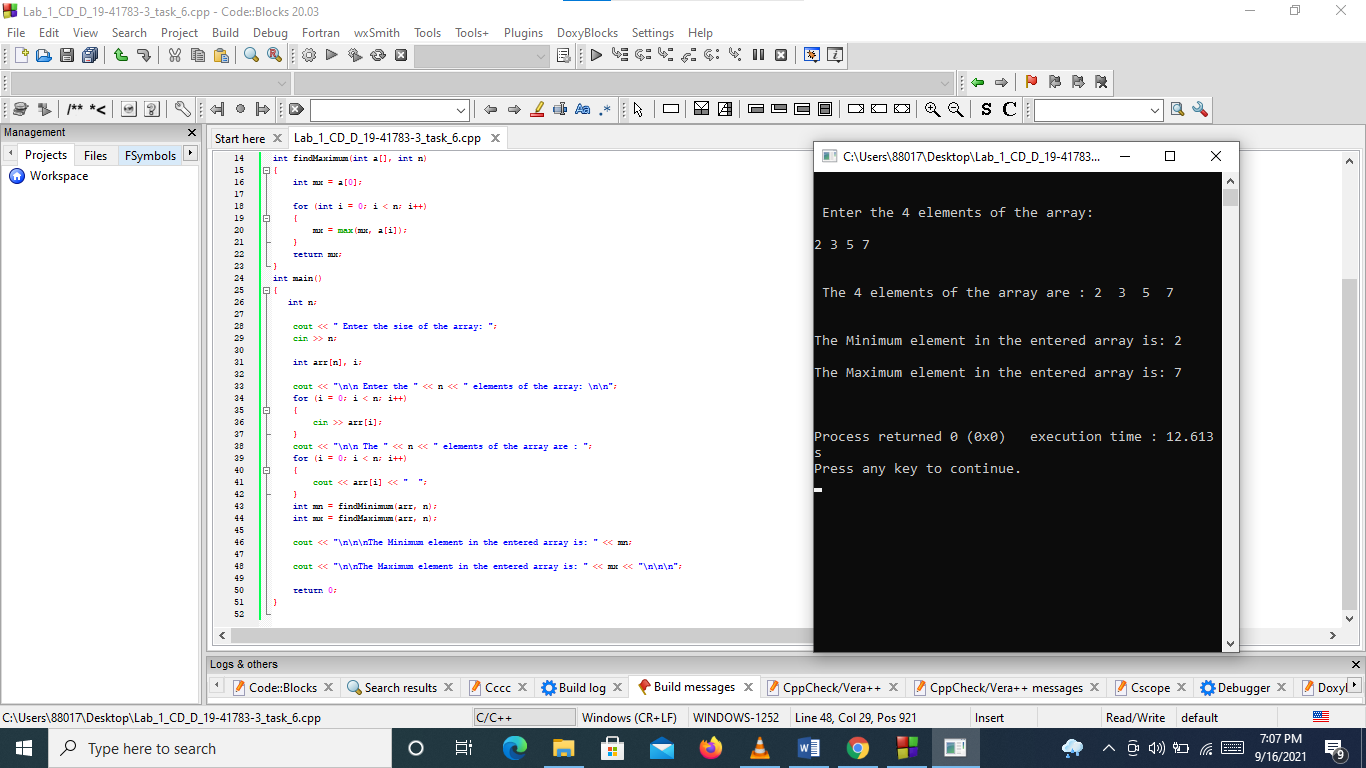 Lab_1_CD_D_19-41783-3_task_6.cpp - Code::Blocks 20.03
File Edit View Search Project Build Debug Fortran wxSmith Tools Tools+ Plugins DoxyBlocks Settings Help
/** *<
Aa .*
S C
Management
Projects Files FSymbols
Workspace
Start here
Lab_1_CD_D_19-41783-3_task_6.cpp
14 int findMaximum(int a[], int n)
15 {
16 int mx = a[0];
17
18 for (int i = 0; i < n; i++)
19 {
20 mx = max(mx, a[i]);
21 }
22 return mx;
23 }
24 int main()
25 {
26 int n;
27
28 cout << " Enter the size of the array: ";
29 cin >> n;
30
31 int arr[n], i;
32
33 cout << "\n\n Enter the " << n << " elements of the array: \n\n";
34 for (i = 0; i < n; i++)
35 {
36 cin >> arr[i];
37 }
38 cout << "\n\n The " << n << " elements of the array are : ";
39 for (i = 0; i < n; i++)
40 {
41 cout << arr[i] << "  ";
42 }
43 int mn = findMinimum(arr, n);
44 int mx = findMaximum(arr, n);
45
46 cout << "\n\n\nThe Minimum element in the entered array is: " << mn;
47
48 cout << "\n\nThe Maximum element in the entered array is: " << mx << "\n\n\n";
49
50 return 0;
51 }
52
C:\Users\88017\Desktop\Lab_1_CD_D_19-41783...
Enter the 4 elements of the array:
2 3 5 7
The 4 elements of the array are : 2  3  5  7
The Minimum element in the entered array is: 2
The Maximum element in the entered array is: 7
Process returned 0 (0x0)   execution time : 12.613
s
Press any key to continue.
Logs & others
Code::Blocks Search results Cccc Build log Build messages CppCheck/Vera++ CppCheck/Vera++ messages Cscope Debugger Doxyl
C:\Users\88017\Desktop\Lab_1_CD_D_19-41783-3_task_6.cpp C/C++ Windows (CR+LF) WINDOWS-1252 Line 48, Col 29, Pos 921 Insert Read/Write default
Type here to search
7:07 PM
9/16/2021
9